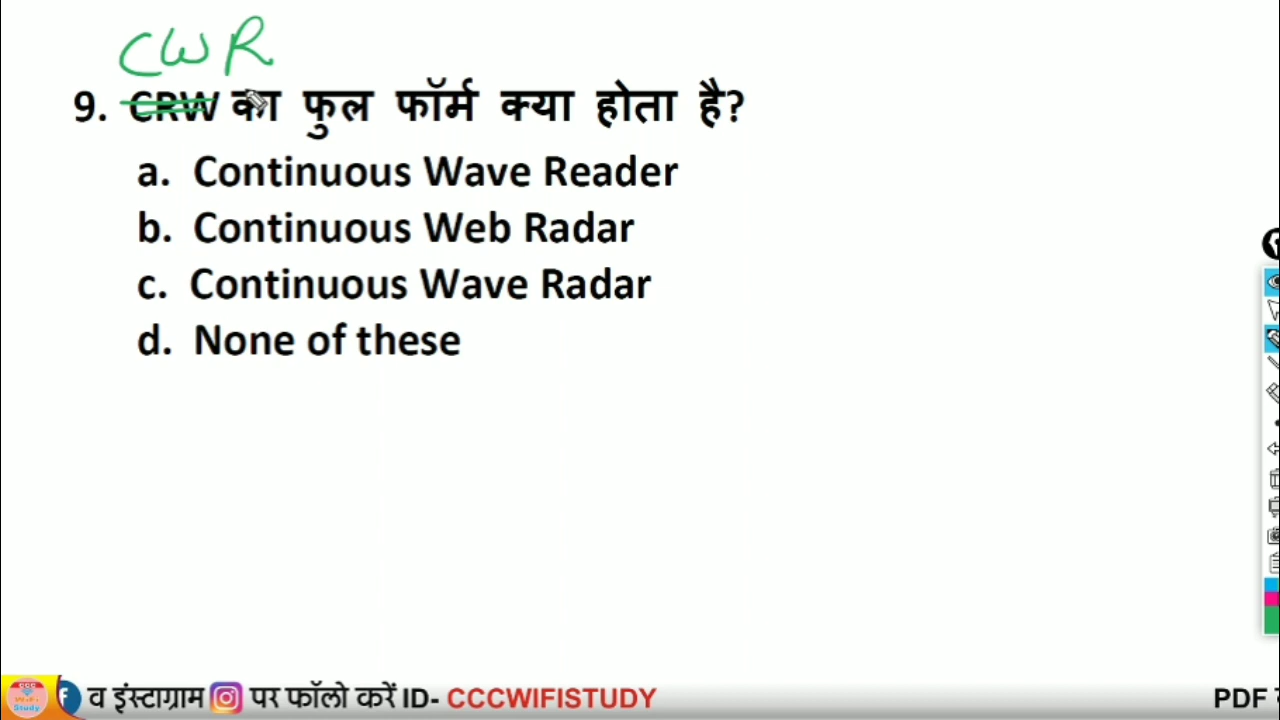 CWR
9. CRW का फुल फॉर्म क्या होता है?
a. Continuous Wave Reader
b. Continuous Web Radar
c. Continuous Wave Radar
d. None of these
व इंस्टाग्राम पर फॉलो करें ID- CCCWIFISTUDY
PDF